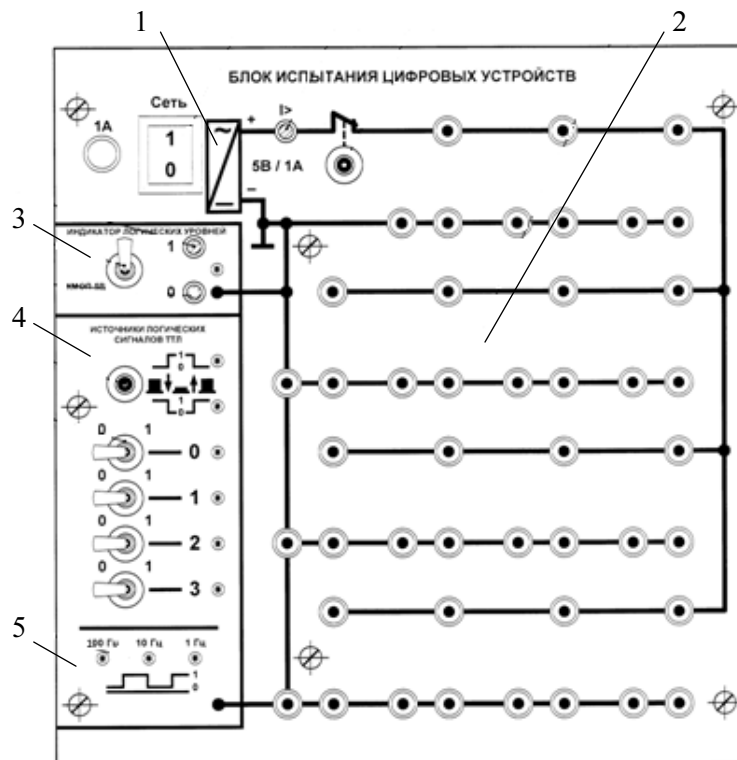 1
2
БЛОК ИСПЫТАНИЯ ЦИФРОВЫХ УСТРОЙСТВ
Сеть
1А
1
0
~
+
I>
5В / 1А
–
3
ИНДИКАТОР ЛОГИЧЕСКИХ УРОВНЕЙ
1
0
4
ИСТОЧНИКИ ЛОГИЧЕСКИХ
СИГНАЛОВ ТТЛ
1
0
1
0
0 1
0
0 1
1
0 1
2
0 1
3
5
100 Гц 10 Гц 1 Гц
1
0